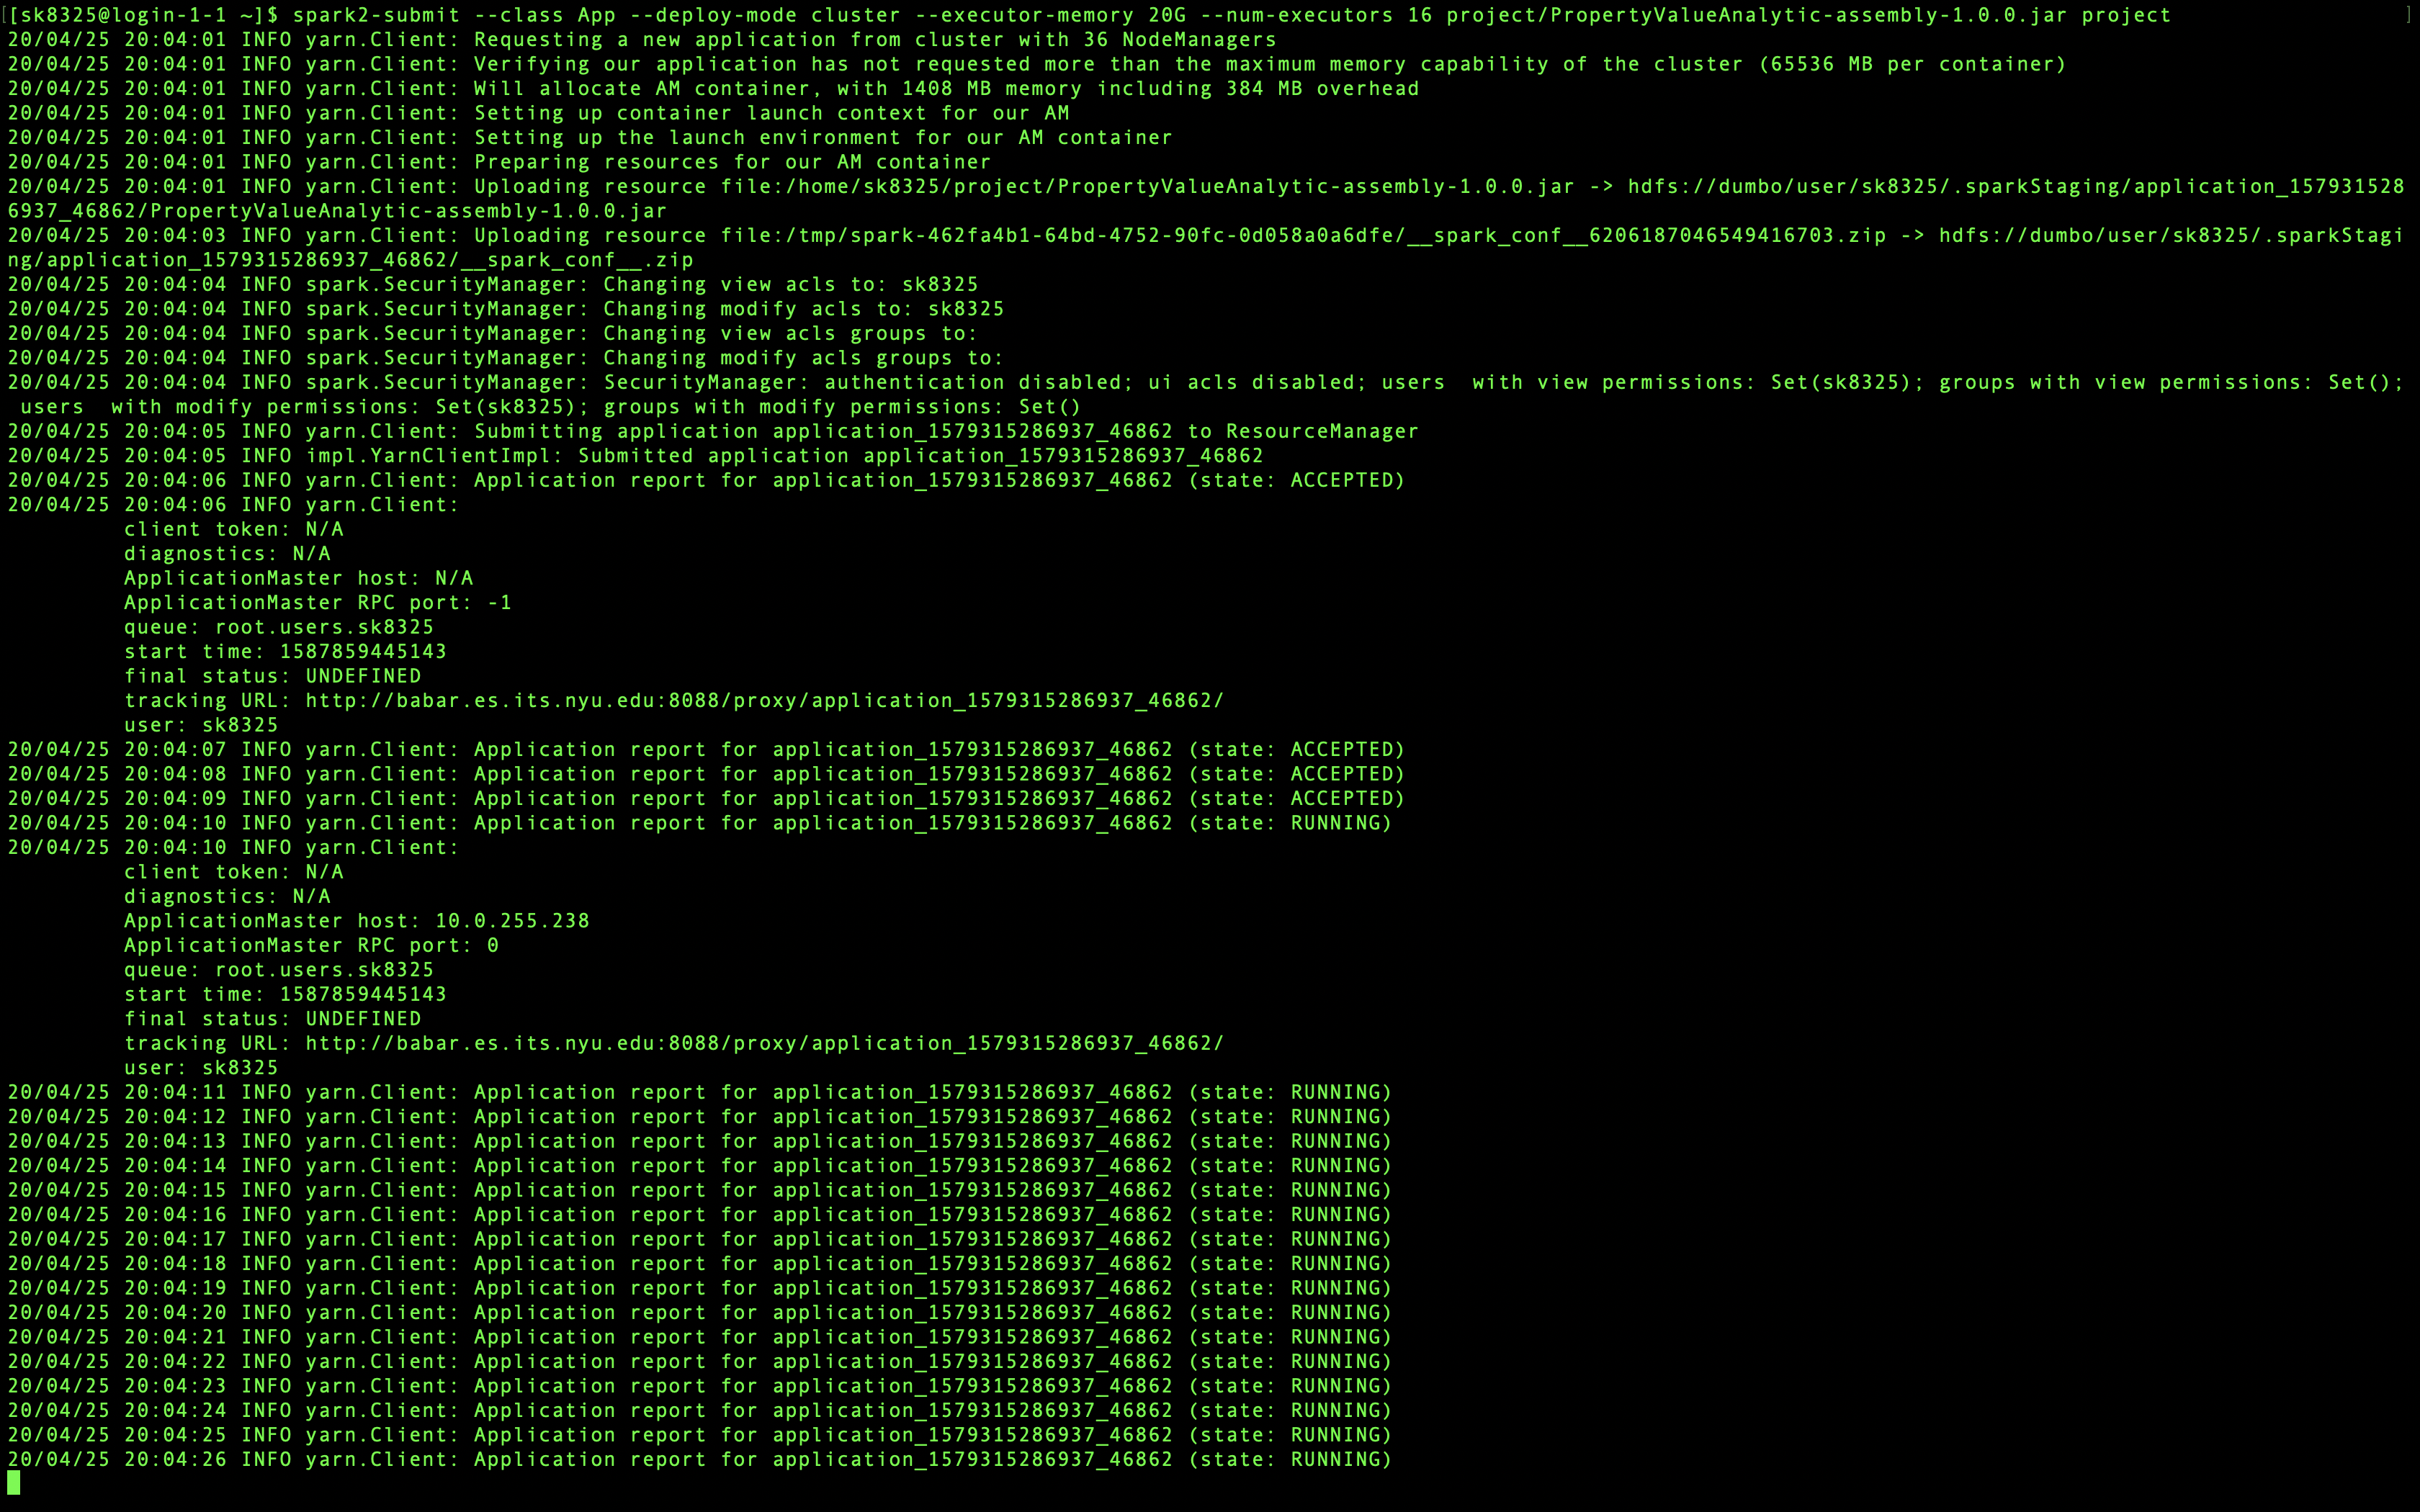 [[sk8325@login-1-1 ~]$ spark2-submit --class App --deploy-mode cluster --executor-memory 20G --num-executors 16 project/PropertyValueAnalytic-assembly-1.0.0.jar project ]
20/04/25 20:04:01 INFO yarn.Client: Requesting a new application from cluster with 36 NodeManagers
20/04/25 20:04:01 INFO yarn.Client: Verifying our application has not requested more than the maximum memory capability of the cluster (65536 MB per container)
20/04/25 20:04:01 INFO yarn.Client: Will allocate AM container, with 1408 MB memory including 384 MB overhead
20/04/25 20:04:01 INFO yarn.Client: Setting up container launch context for our AM
20/04/25 20:04:01 INFO yarn.Client: Setting up the launch environment for our AM container
20/04/25 20:04:01 INFO yarn.Client: Preparing resources for our AM container
20/04/25 20:04:01 INFO yarn.Client: Uploading resource file:/home/sk8325/project/PropertyValueAnalytic-assembly-1.0.0.jar -> hdfs://dumbo/user/sk8325/.sparkStaging/application_157931528
6937_46862/PropertyValueAnalytic-assembly-1.0.0.jar
20/04/25 20:04:03 INFO yarn.Client: Uploading resource file:/tmp/spark-462fa4b1-64bd-4752-90fc-0d058a0a6dfe/__spark_conf__6206187046549416703.zip -> hdfs://dumbo/user/sk8325/.sparkStagi
ng/application_1579315286937_46862/__spark_conf__.zip
20/04/25 20:04:04 INFO spark.SecurityManager: Changing view acls to: sk8325
20/04/25 20:04:04 INFO spark.SecurityManager: Changing modify acls to: sk8325
20/04/25 20:04:04 INFO spark.SecurityManager: Changing view acls groups to:
20/04/25 20:04:04 INFO spark.SecurityManager: Changing modify acls groups to:
20/04/25 20:04:04 INFO spark.SecurityManager: SecurityManager: authentication disabled; ui acls disabled; users  with view permissions: Set(sk8325); groups with view permissions: Set();
 users  with modify permissions: Set(sk8325); groups with modify permissions: Set()
20/04/25 20:04:05 INFO yarn.Client: Submitting application application_1579315286937_46862 to ResourceManager
20/04/25 20:04:05 INFO impl.YarnClientImpl: Submitted application application_1579315286937_46862
20/04/25 20:04:06 INFO yarn.Client: Application report for application_1579315286937_46862 (state: ACCEPTED)
20/04/25 20:04:06 INFO yarn.Client:
client token: N/A
diagnostics: N/A
ApplicationMaster host: N/A
ApplicationMaster RPC port: -1
queue: root.users.sk8325
start time: 1587859445143
final status: UNDEFINED
tracking URL: http://babar.es.its.nyu.edu:8088/proxy/application_1579315286937_46862/
user: sk8325
20/04/25 20:04:07 INFO yarn.Client: Application report for application_1579315286937_46862 (state: ACCEPTED)
20/04/25 20:04:08 INFO yarn.Client: Application report for application_1579315286937_46862 (state: ACCEPTED)
20/04/25 20:04:09 INFO yarn.Client: Application report for application_1579315286937_46862 (state: ACCEPTED)
20/04/25 20:04:10 INFO yarn.Client: Application report for application_1579315286937_46862 (state: RUNNING)
20/04/25 20:04:10 INFO yarn.Client:
client token: N/A
diagnostics: N/A
ApplicationMaster host: 10.0.255.238
ApplicationMaster RPC port: 0
queue: root.users.sk8325
start time: 1587859445143
final status: UNDEFINED
tracking URL: http://babar.es.its.nyu.edu:8088/proxy/application_1579315286937_46862/
user: sk8325
20/04/25 20:04:11 INFO yarn.Client: Application report for application_1579315286937_46862 (state: RUNNING)
20/04/25 20:04:12 INFO yarn.Client: Application report for application_1579315286937_46862 (state: RUNNING)
20/04/25 20:04:13 INFO yarn.Client: Application report for application_1579315286937_46862 (state: RUNNING)
20/04/25 20:04:14 INFO yarn.Client: Application report for application_1579315286937_46862 (state: RUNNING)
20/04/25 20:04:15 INFO yarn.Client: Application report for application_1579315286937_46862 (state: RUNNING)
20/04/25 20:04:16 INFO yarn.Client: Application report for application_1579315286937_46862 (state: RUNNING)
20/04/25 20:04:17 INFO yarn.Client: Application report for application_1579315286937_46862 (state: RUNNING)
20/04/25 20:04:18 INFO yarn.Client: Application report for application_1579315286937_46862 (state: RUNNING)
20/04/25 20:04:19 INFO yarn.Client: Application report for application_1579315286937_46862 (state: RUNNING)
20/04/25 20:04:20 INFO yarn.Client: Application report for application_1579315286937_46862 (state: RUNNING)
20/04/25 20:04:21 INFO yarn.Client: Application report for application_1579315286937_46862 (state: RUNNING)
20/04/25 20:04:22 INFO yarn.Client: Application report for application_1579315286937_46862 (state: RUNNING)
20/04/25 20:04:23 INFO yarn.Client: Application report for application_1579315286937_46862 (state: RUNNING)
20/04/25 20:04:24 INFO yarn.Client: Application report for application_1579315286937_46862 (state: RUNNING)
20/04/25 20:04:25 INFO yarn.Client: Application report for application_1579315286937_46862 (state: RUNNING)
20/04/25 20:04:26 INFO yarn.Client: Application report for application_1579315286937_46862 (state: RUNNING)